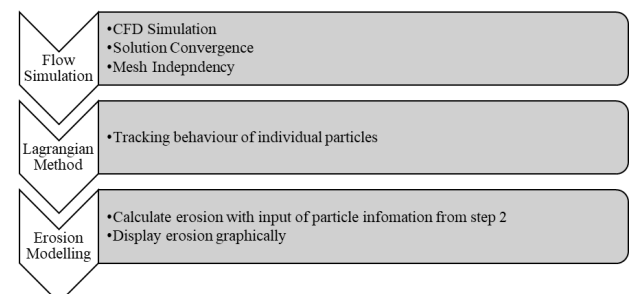 Flow
Simulation
•CFD Simulation
•Solution Convergence
•Mesh Indepndency
Lagrangian
Method
•Tracking behaviour of individual particles
Erosion
Modelling
•Calculate erosion with input of particle infomation from step 2
•Display erosion graphically